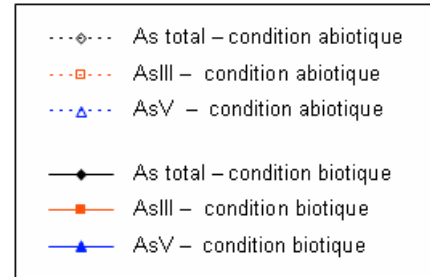 As total – condition abiotique
AsIII – condition abiotique
AsV – condition abiotique
As total – condition biotique
AsIII – condition biotique
AsV – condition biotique